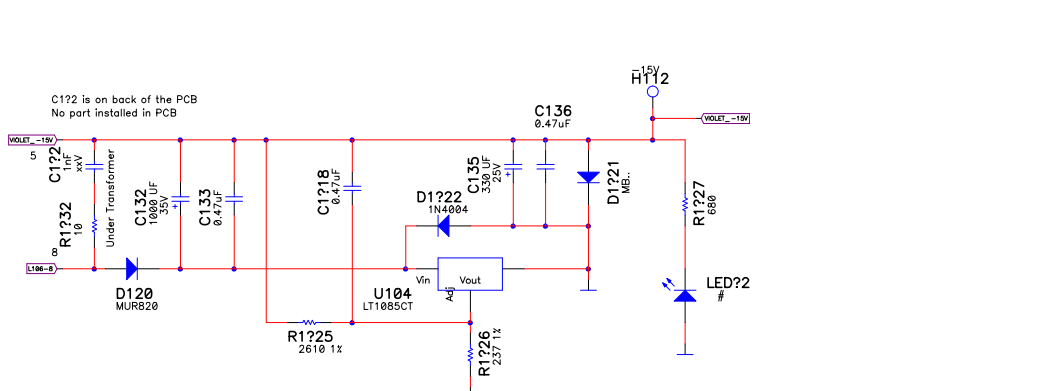 -15V
H112
C1?2 is on back of the PCB
No part installed in PCB
C136
0.47uF
VIOLET_-15V
VIOLET_-15V
5
C1?2
1nF
xxV
Under Transformer
C132
1000 UF
35V
C133
0.47uF
C1?18
0.47uF
C135
330 UF
25V
D1?21
MB..
R1?27
680
R1?32
10
D1?22
1N4004
8
L106-8
Vin
Vout
Adj
D120
MUR820
U104
LT1085CT
LED?2
#
R1?25
2610 1%
R1?26
237 1%